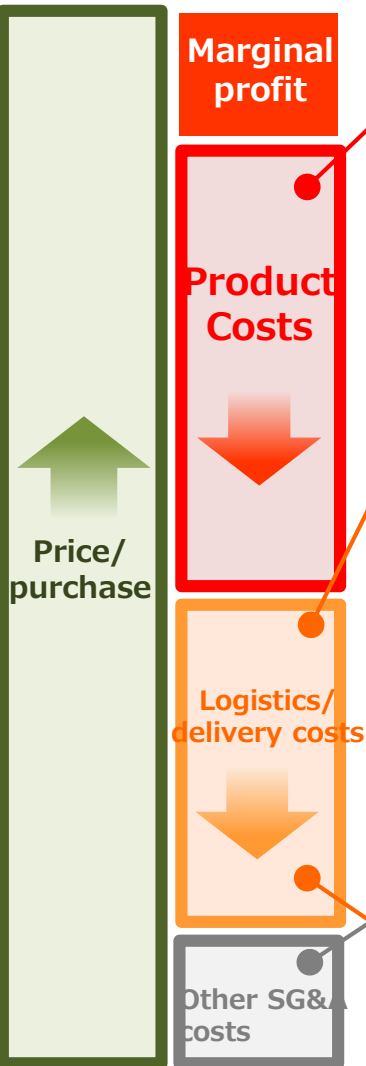 Marginal
profit
Product
Costs
Price/
purchase
Logistics/
delivery costs
Other SG&A
costs